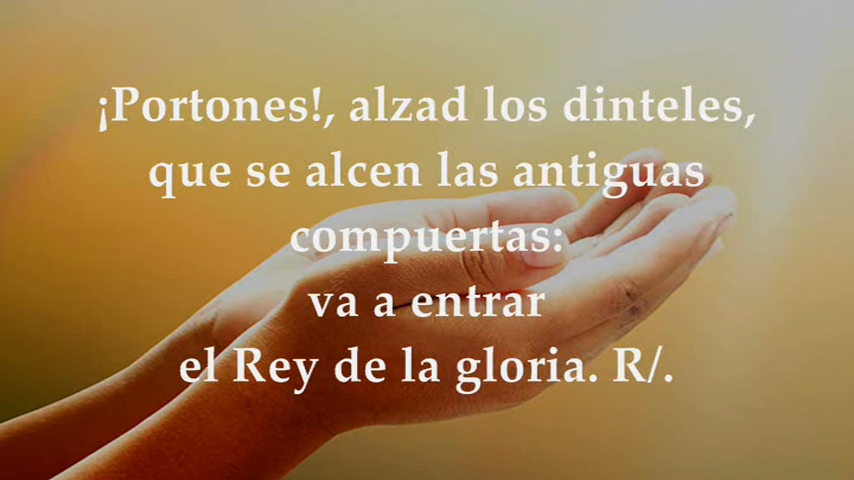 ¡Portones!, alzad los dinteles,
que se alcen las antiguas
compuertas:
va a entrar
el Rey de la gloria. R/.